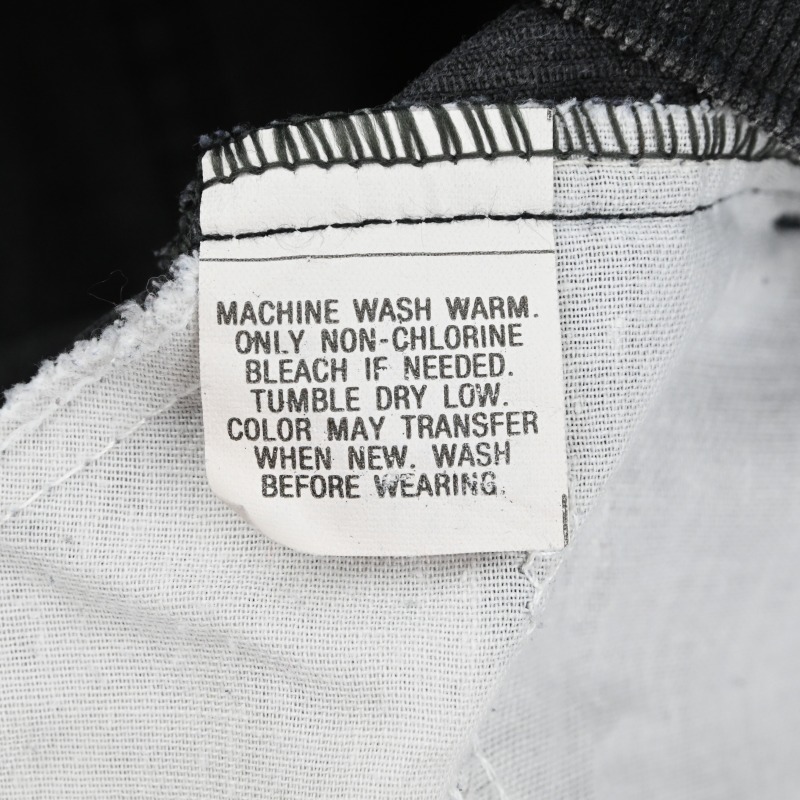 MACHINE WASH WARM.
ONLY NON-CHLORINE
BLEACH IF NEEDED.
TUMBLE DRY LOW.
COLOR MAY TRANSFER
WHEN NEW. WASH
BEFORE WEARING.